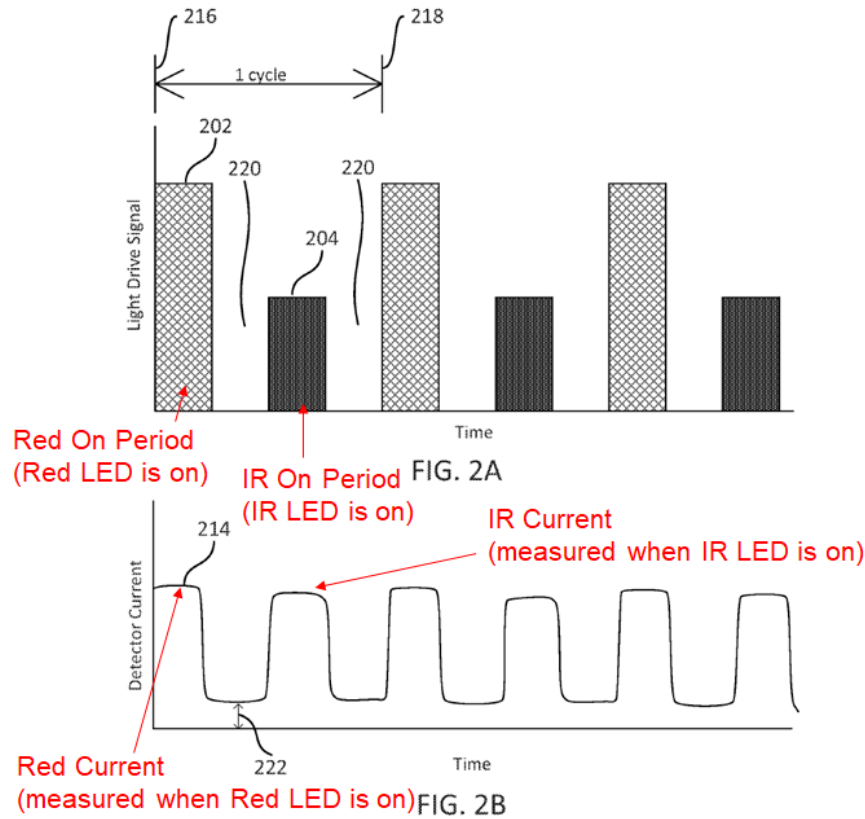 216
218
1 cycle
202
220
220
204
Light Drive Signal
Time
Red On Period
(Red LED is on)
IR On Period
(IR LED is on)
FIG. 2A
214
IR Current
(measured when IR LED is on)
Detector Current
222
Time
Red Current
(measured when Red LED is on)
FIG. 2B